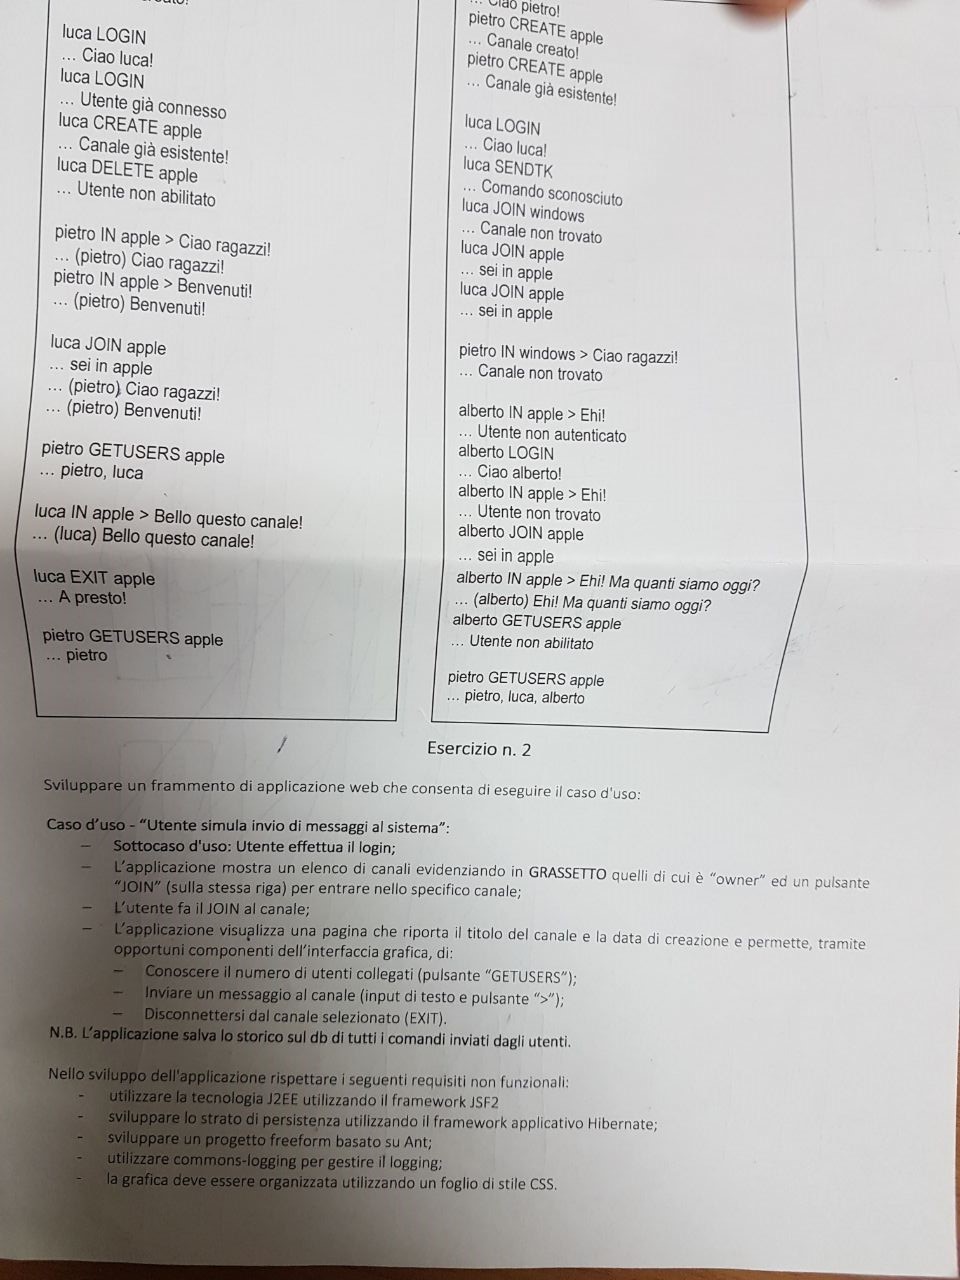 luca LOGIN
... Ciao luca!
luca LOGIN
... Utente già connesso
luca CREATE apple
... Canale già esistente!
luca DELETE apple
... Utente non abilitato
pietro IN apple > Ciao ragazzi!
... (pietro) Ciao ragazzi!
pietro IN apple > Benvenuti!
... (pietro) Benvenuti!
luca JOIN apple
... sei in apple
... (pietro) Ciao ragazzi!
... (pietro) Benvenuti!
pietro GETUSERS apple
... pietro, luca
luca IN apple > Bello questo canale!
... (luca) Bello questo canale!
luca EXIT apple
... A presto!
pietro GETUSERS apple
... pietro
... Ciao pietro!
pietro CREATE apple
... Canale creato!
pietro CREATE apple
... Canale già esistente!
luca LOGIN
... Ciao luca!
luca SENDTK
... Comando sconosciuto
luca JOIN windows
... Canale non trovato
luca JOIN apple
... sei in apple
luca JOIN apple
... sei in apple
pietro IN windows > Ciao ragazzi!
... Canale non trovato
alberto IN apple > Ehi!
... Utente non autenticato
alberto LOGIN
... Ciao alberto!
alberto IN apple > Ehi!
... Utente non trovato
alberto JOIN apple
... sei in apple
alberto IN apple > Ehi! Ma quanti siamo oggi?
... (alberto) Ehi! Ma quanti siamo oggi?
alberto GETUSERS apple
... Utente non abilitato
pietro GETUSERS apple
... pietro, luca, alberto
Esercizio n. 2
Sviluppare un frammento di applicazione web che consenta di eseguire il caso d'uso:
Caso d'uso - “Utente simula invio di messaggi al sistema”:
– Sottocaso d'uso: Utente effettua il login;
– L'applicazione mostra un elenco di canali evidenziando in GRASSETTO quelli di cui è “owner” ed un pulsante
“JOIN” (sulla stessa riga) per entrare nello specifico canale;
– L'utente fa il JOIN al canale;
– L'applicazione visualizza una pagina che riporta il titolo del canale e la data di creazione e permette, tramite
opportuni componenti dell'interfaccia grafica, di:
– Conoscere il numero di utenti collegati (pulsante “GETUSERS”);
– Inviare un messaggio al canale (input di testo e pulsante “>”);
– Disconnettersi dal canale selezionato (EXIT).
N.B. L'applicazione salva lo storico sul db di tutti i comandi inviati dagli utenti.
Nello sviluppo dell'applicazione rispettare i seguenti requisiti non funzionali:
- utilizzare la tecnologia J2EE utilizzando il framework JSF2
- sviluppare lo strato di persistenza utilizzando il framework applicativo Hibernate;
- sviluppare un progetto freeform basato su Ant;
- utilizzare commons-logging per gestire il logging;
- la grafica deve essere organizzata utilizzando un foglio di stile CSS.